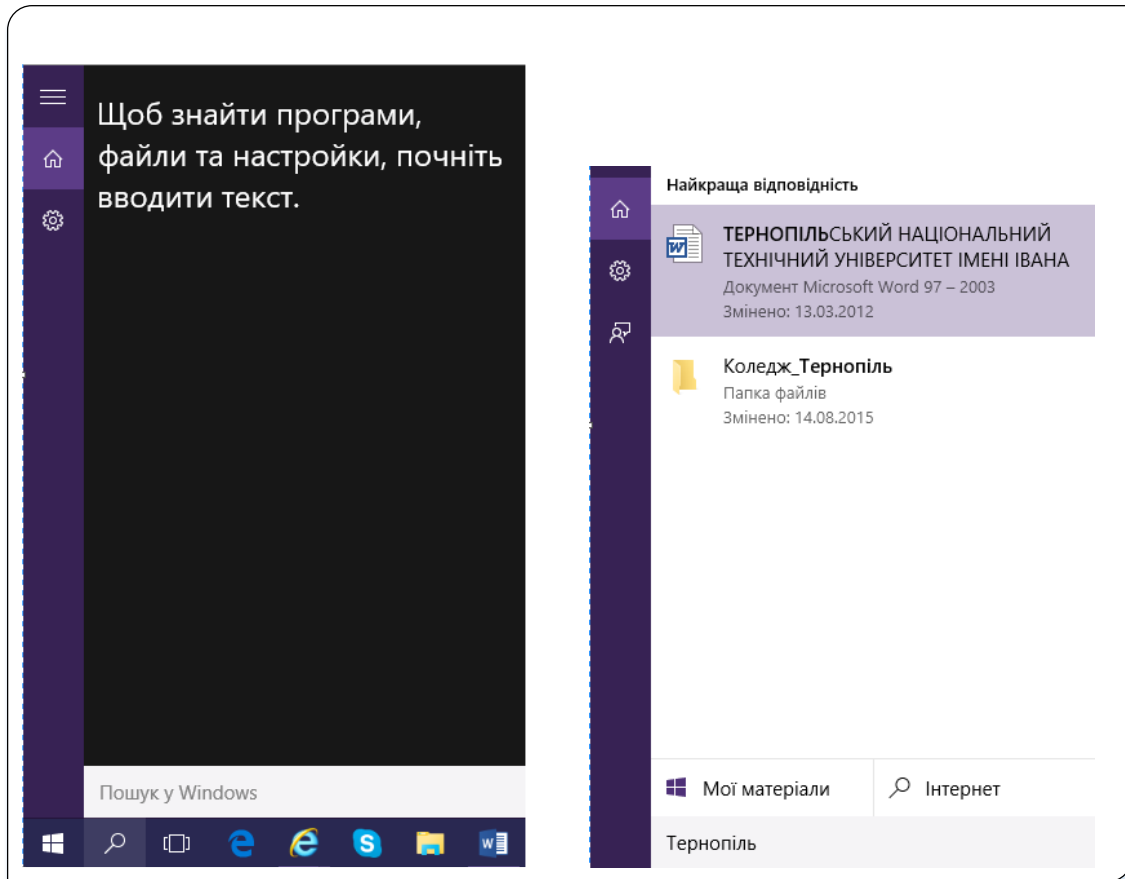 Щоб знайти програми,
файли та настройки, почніть
вводити текст.
Пошук у Windows
Найкраща відповідність
ТЕРНОПІЛЬСЬКИЙ НАЦІОНАЛЬНИЙ
ТЕХНІЧНИЙ УНІВЕРСИТЕТ ІМЕНІ ІВАНА
Документ Microsoft Word 97 – 2003
Змінено: 13.03.2012
Коледж_Тернопіль
Папка файлів
Змінено: 14.08.2015
Мої матеріали
Інтернет
Тернопіль